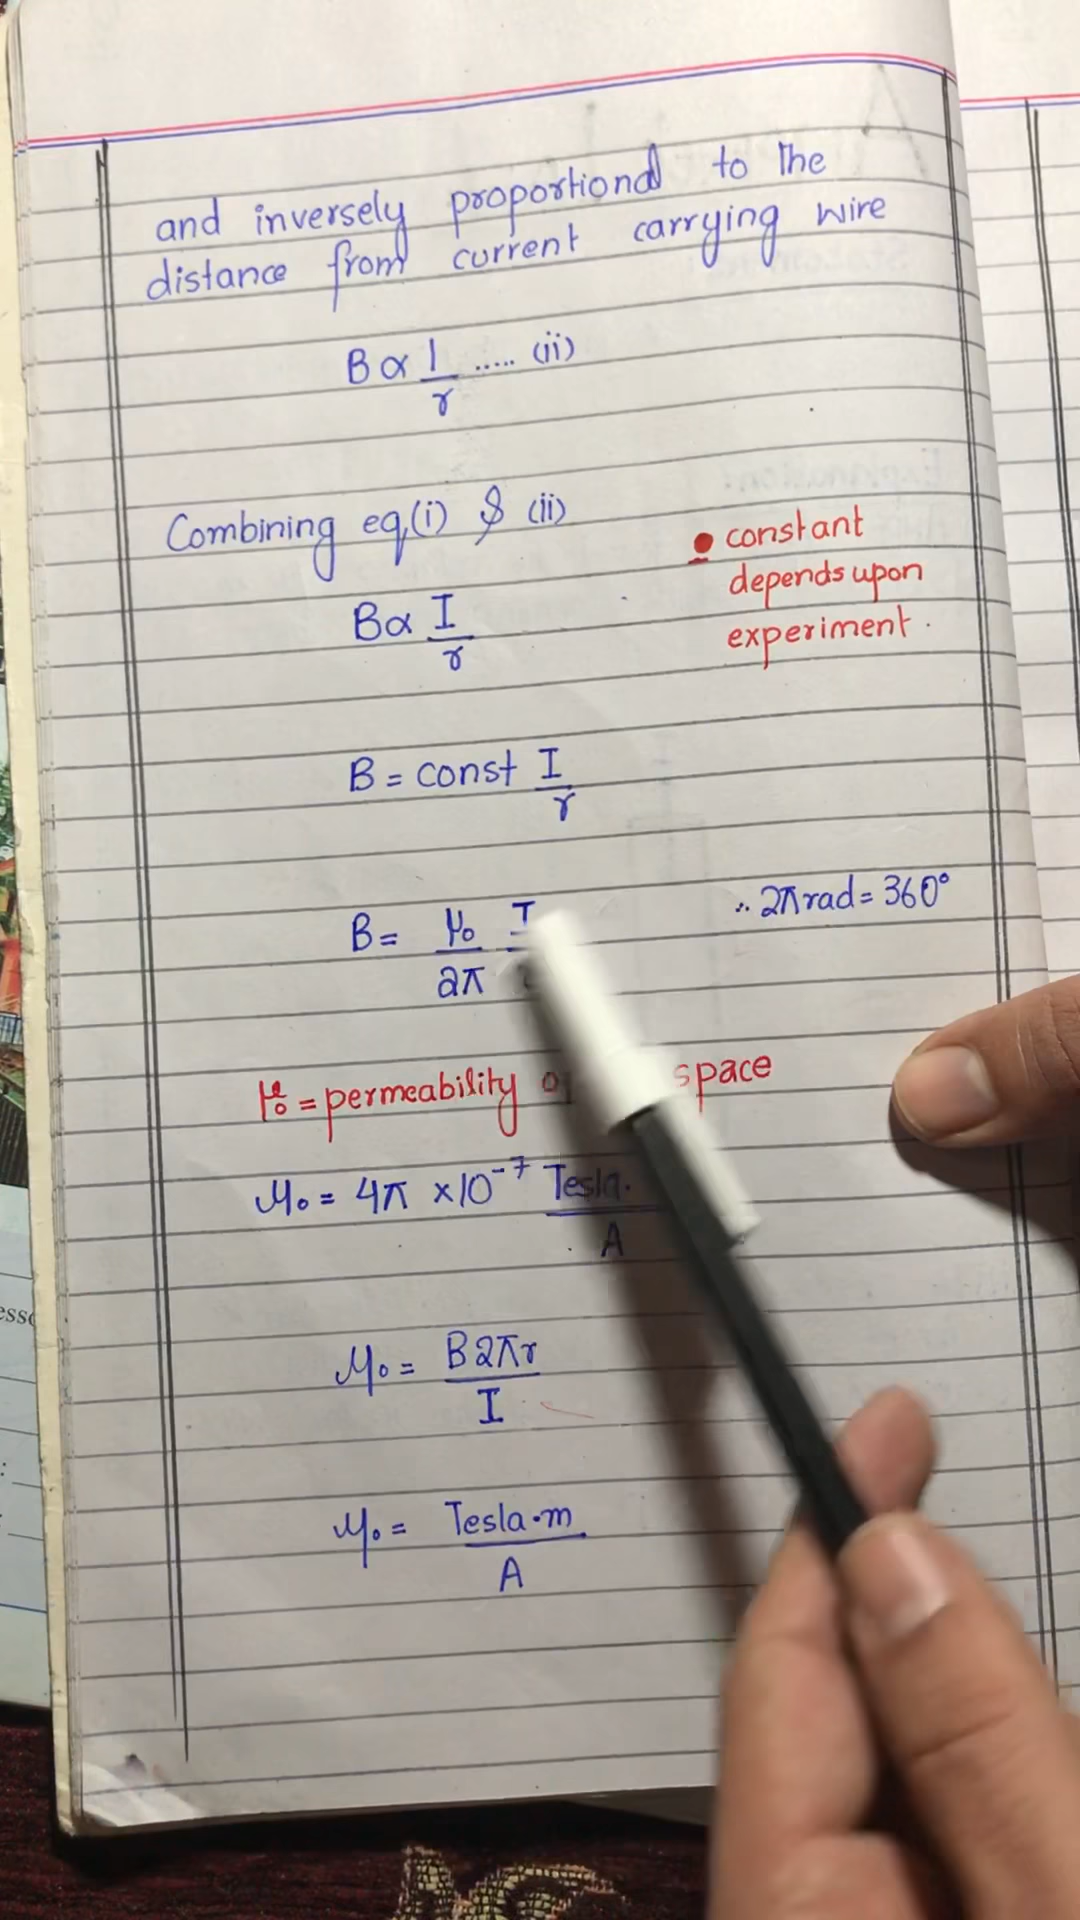 and inversely proportional to the
distance from current carrying wire
B ∝ 1/r ..... (ii)
Combining eq,(i) & (ii)
• constant
depends upon
experiment.
B ∝ I/r
B = const I/r
B = μ₀/2π I
∴ 2π rad = 360°
μ₀ = permeability space
μ₀ = 4π ×10⁻⁷ Tesla./A
μ₀ = B2πr/I
μ₀ = Tesla·m/A